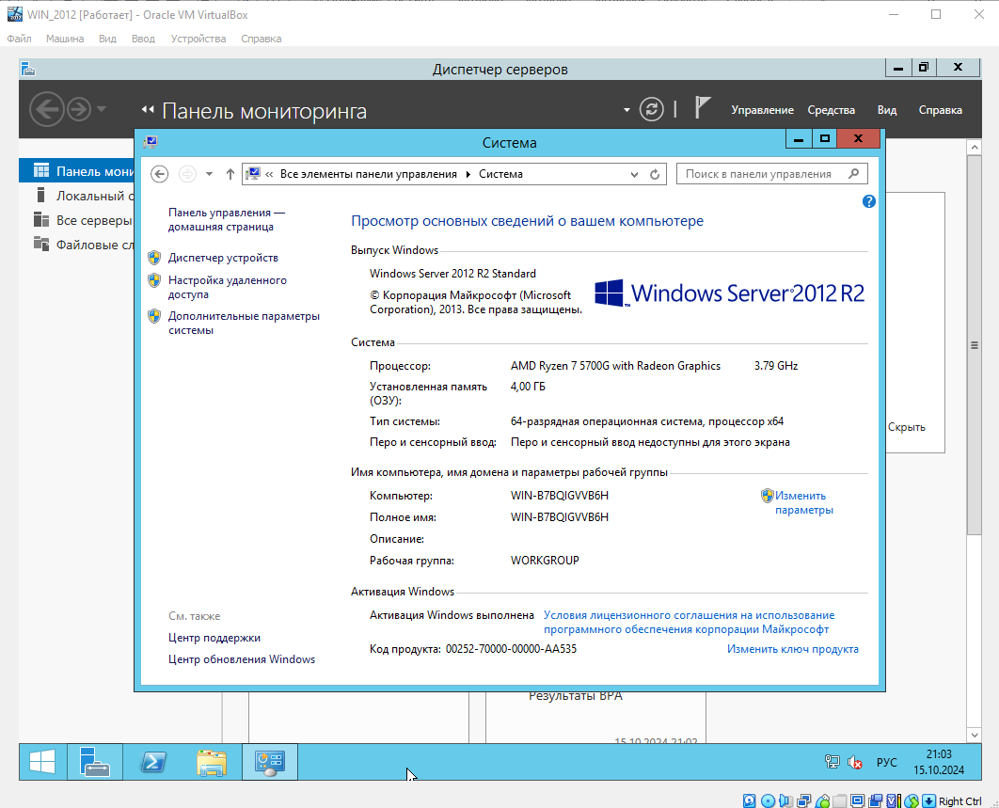 WIN_2012 [Работает] - Oracle VM VirtualBox
Файл Машина Вид Ввод Устройства Справка
Диспетчер серверов
Панель мониторинга
Управление Средства Вид Справка
Система
Все элементы панели управления Система
Поиск в панели управления
Панель мони
Локальный с
Все серверы
Файловые сл
Панель управления —
домашняя страница
Диспетчер устройств
Настройка удаленного
доступа
Дополнительные параметры
системы
Просмотр основных сведений о вашем компьютере
Выпуск Windows
Windows Server 2012 R2 Standard
© Корпорация Майкрософт (Microsoft
Corporation), 2013. Все права защищены.
Windows Server 2012 R2
Система
Процессор: AMD Ryzen 7 5700G with Radeon Graphics 3.79 GHz
Установленная память 4,00 ГБ
(ОЗУ):
Тип системы: 64-разрядная операционная система, процессор x64
Перо и сенсорный ввод: Перо и сенсорный ввод недоступны для этого экрана
Скрыть
Имя компьютера, имя домена и параметры рабочей группы
Компьютер: WIN-B7BQIGVVB6H
Изменить
параметры
Полное имя: WIN-B7BQIGVVB6H
Описание:
Рабочая группа: WORKGROUP
Активация Windows
Активация Windows выполнена Условия лицензионного соглашения на использование
программного обеспечения корпорации Майкрософт
Код продукта: 00252-70000-00000-AA535 Изменить ключ продукта
См. также
Центр поддержки
Центр обновления Windows
Результаты BPA
15.10.2024 21:02
РУС
21:03
15.10.2024
Right Ctrl